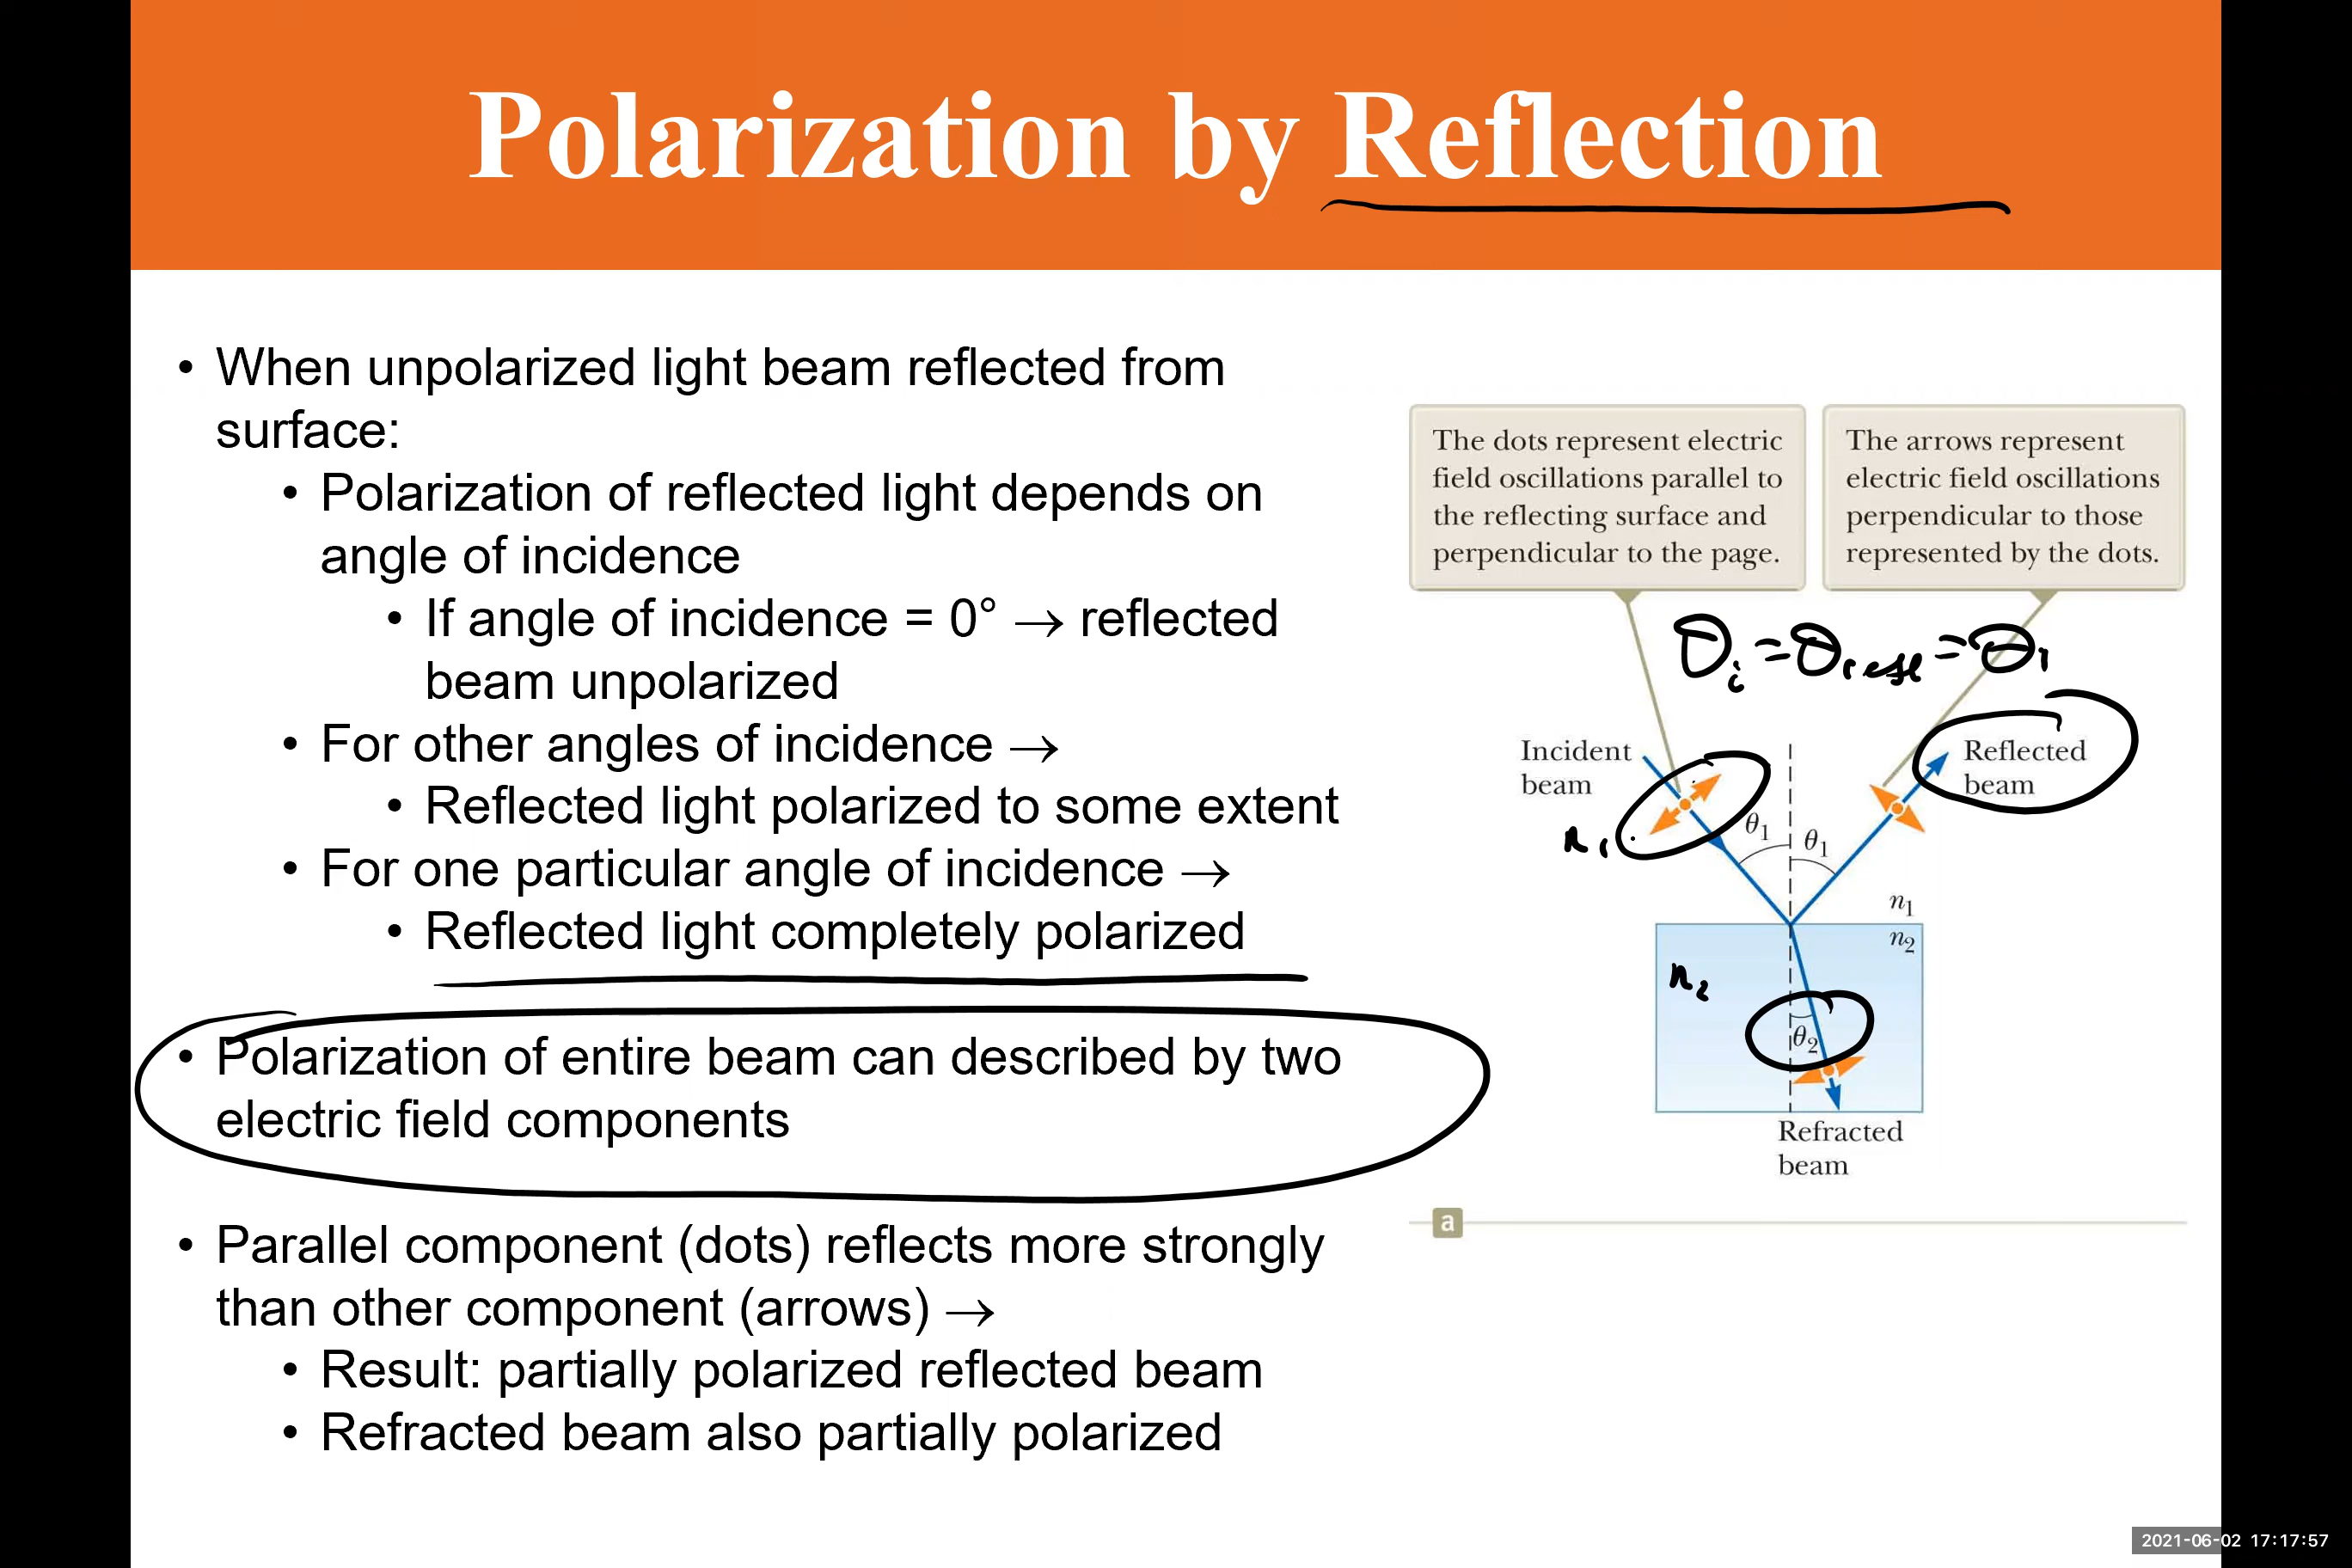 Polarization by Reflection
• When unpolarized light beam reflected from
surface:
• Polarization of reflected light depends on
angle of incidence
• If angle of incidence = 0° → reflected
beam unpolarized
• For other angles of incidence →
• Reflected light polarized to some extent
• For one particular angle of incidence →
• Reflected light completely polarized
• Polarization of entire beam can described by two
electric field components
• Parallel component (dots) reflects more strongly
than other component (arrows) →
• Result: partially polarized reflected beam
• Refracted beam also partially polarized
The dots represent electric
field oscillations parallel to
the reflecting surface and
perpendicular to the page.
The arrows represent
electric field oscillations
perpendicular to those
represented by the dots.
θi = θrefl = θ1
Incident
beam
Reflected
beam
n1
θ1
θ1
n1
n2
n2
θ2
Refracted
beam
a
2021-06-02 17:17:57